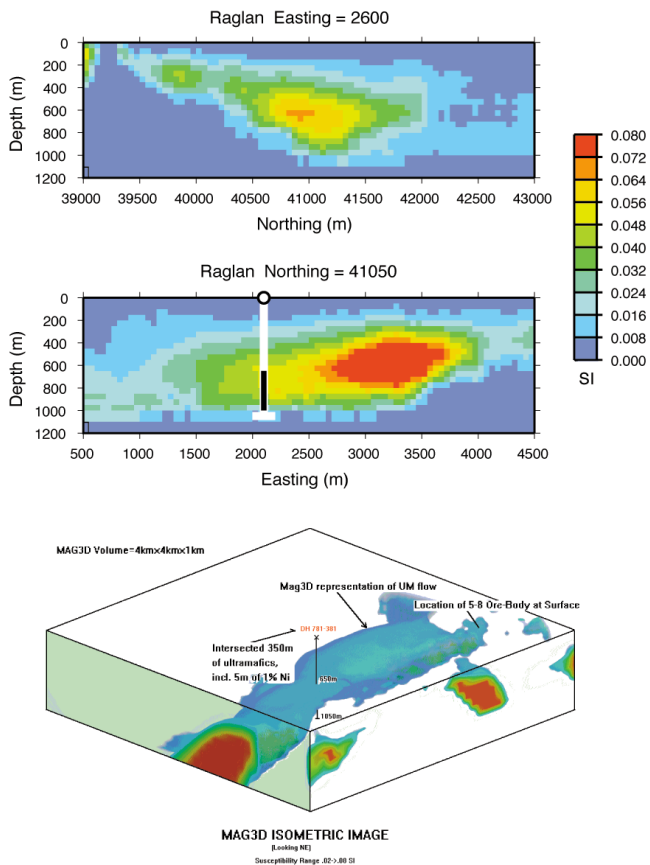 Raglan Easting = 2600
Depth (m)
0
200
400
600
800
1000
1200
39000 39500 40000 40500 41000 41500 42000 42500 43000
Northing (m)
Raglan Northing = 41050
Depth (m)
0
200
400
600
800
1000
1200
500 1000 1500 2000 2500 3000 3500 4000 4500
Easting (m)
0.080
0.072
0.064
0.056
0.048
0.040
0.032
0.024
0.016
0.008
0.000
SI
MAG3D Volume=4kmx4kmx1km
Mag3D representation of UM flow
Location of 5-8 Ore-Body at Surface
DH 781-381
Intersected 350m
of ultramafics,
incl. 5m of 1% Ni
650m
1050m
MAG3D ISOMETRIC IMAGE
[Looking NE]
Susceptibility Range .02->.08 SI